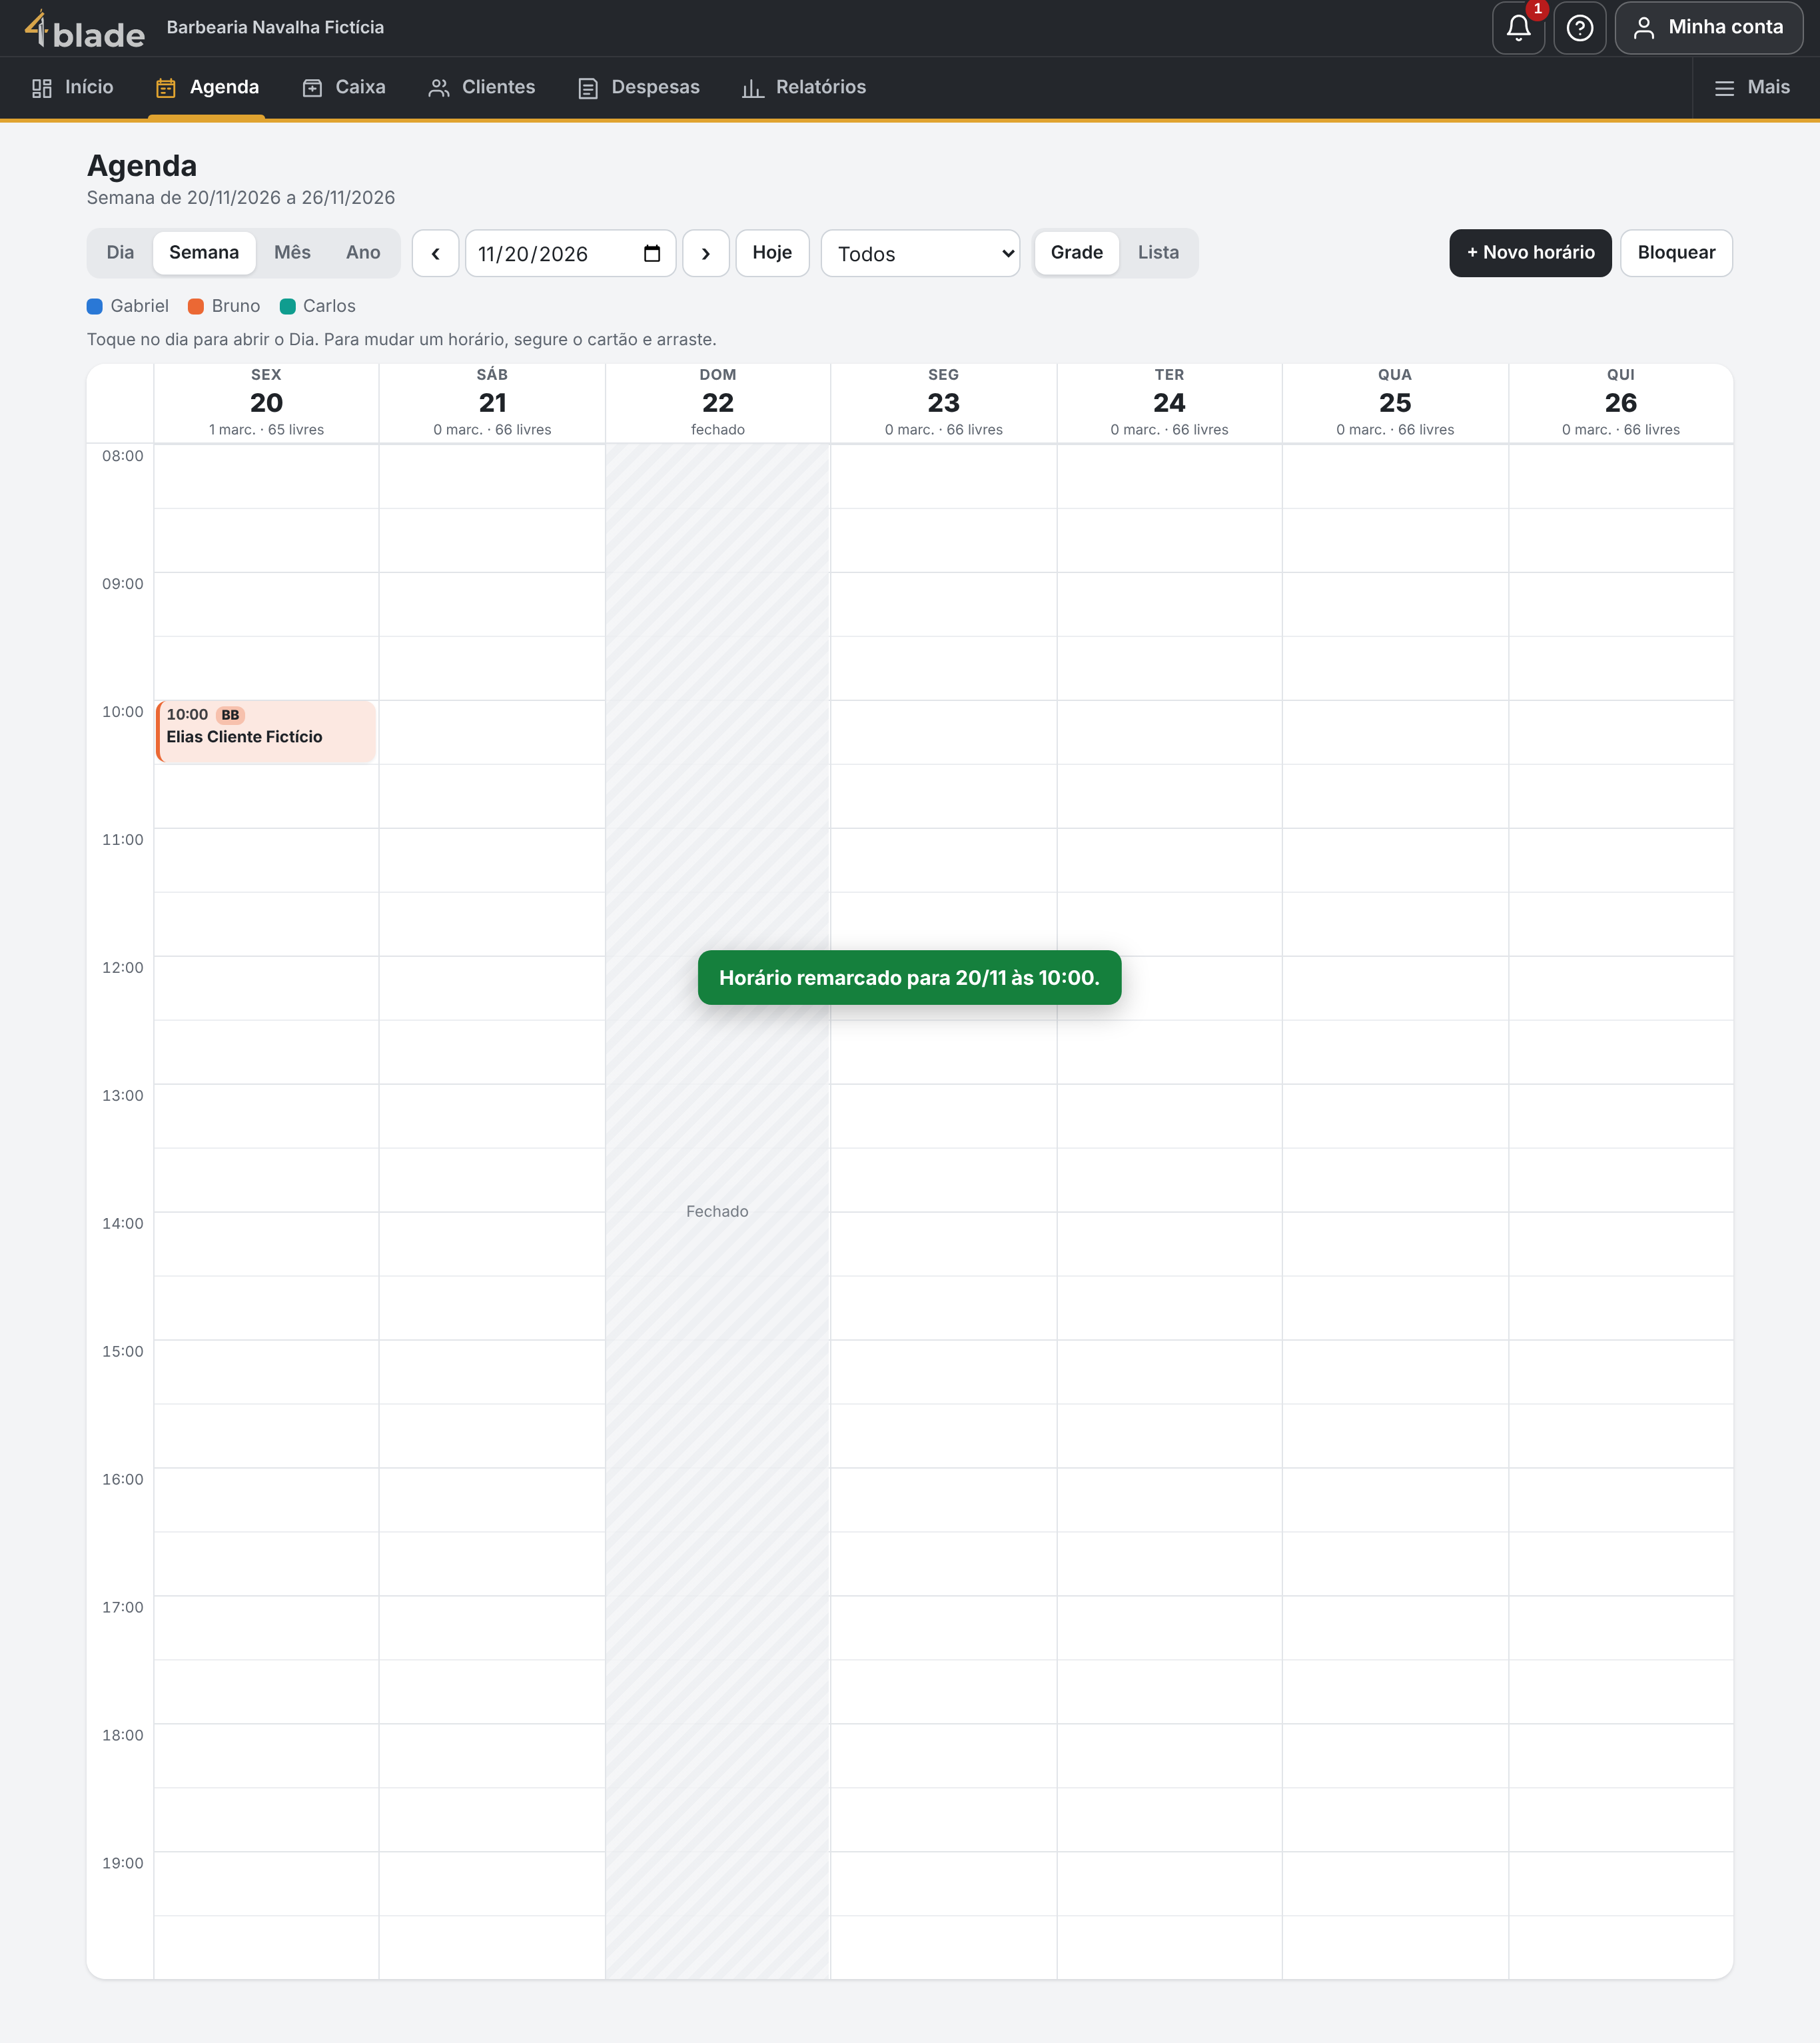 4blade
Barbearia Navalha Fictícia
1
Minha conta
Início
Agenda
Caixa
Clientes
Despesas
Relatórios
Mais
Agenda
Semana de 20/11/2026 a 26/11/2026
Dia
Semana
Mês
Ano
‹
11/20/2026
›
Hoje
Todos
Grade
Lista
+ Novo horário
Bloquear
Gabriel
Bruno
Carlos
Toque no dia para abrir o Dia. Para mudar um horário, segure o cartão e arraste.
SEX
20
1 marc. · 65 livres
SÁB
21
0 marc. · 66 livres
DOM
22
fechado
SEG
23
0 marc. · 66 livres
TER
24
0 marc. · 66 livres
QUA
25
0 marc. · 66 livres
QUI
26
0 marc. · 66 livres
08:00
09:00
10:00
10:00 BB
Elias Cliente Fictício
11:00
12:00
Horário remarcado para 20/11 às 10:00.
13:00
14:00
Fechado
15:00
16:00
17:00
18:00
19:00